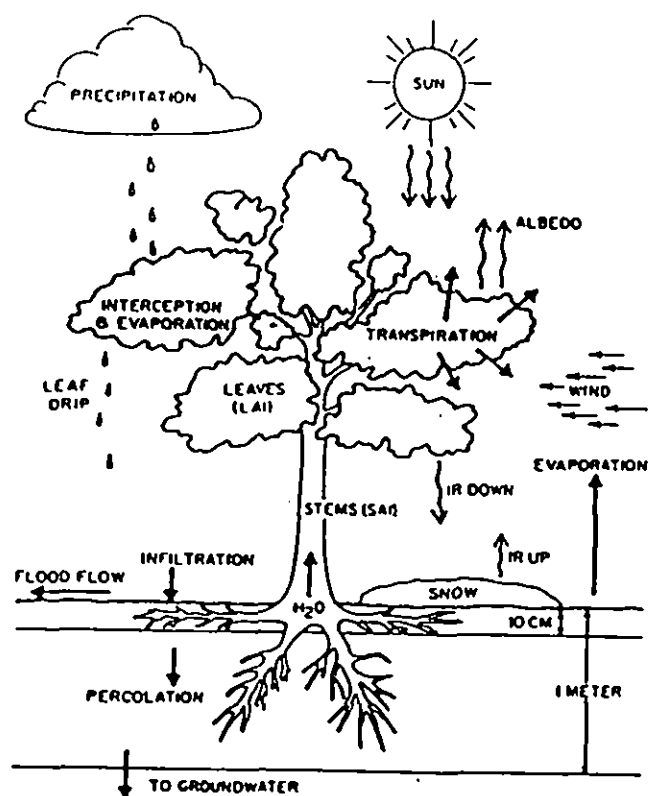 PRECIPITATION
SUN
ALBEDO
INTERCEPTION
& EVAPORATION
TRANSPIRATION
LEAF
DRIP
LEAVES
(LAI)
WIND
EVAPORATION
IR DOWN
STEMS (SAI)
INFILTRATION
IR UP
FLOOD FLOW
SNOW
H2O
10 CM
PERCOLATION
1 METER
TO GROUNDWATER